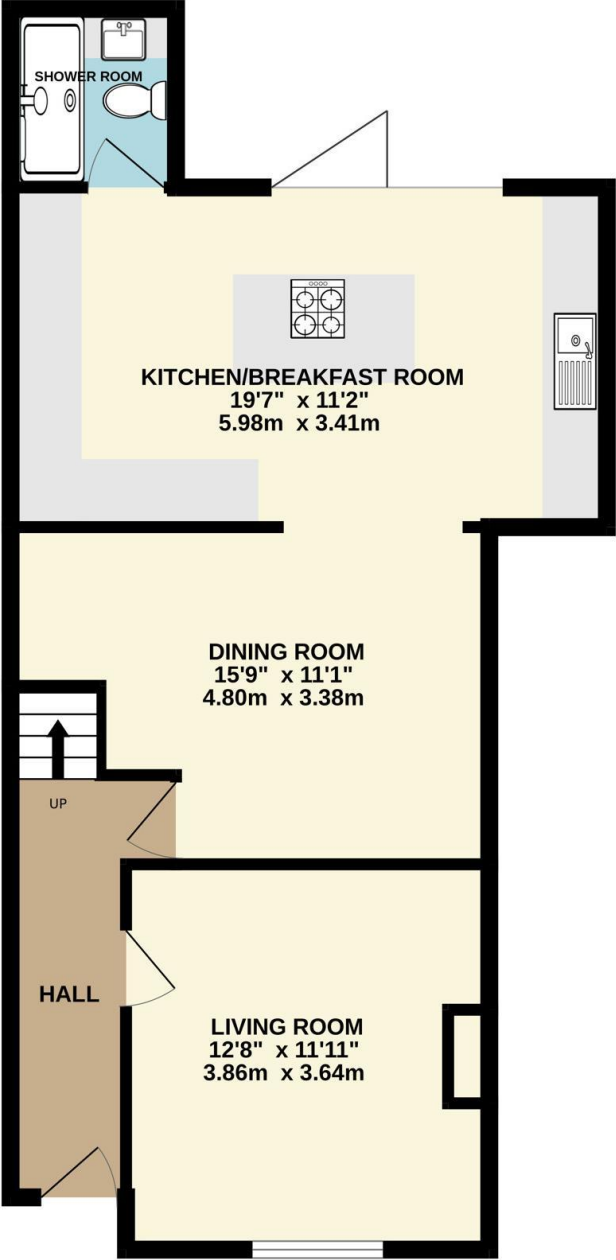 SHOWER ROOM
KITCHEN/BREAKFAST ROOM
19'7" x 11'2"
5.98m x 3.41m
DINING ROOM
15'9" x 11'1"
4.80m x 3.38m
UP
HALL
LIVING ROOM
12'8" x 11'11"
3.86m x 3.64m